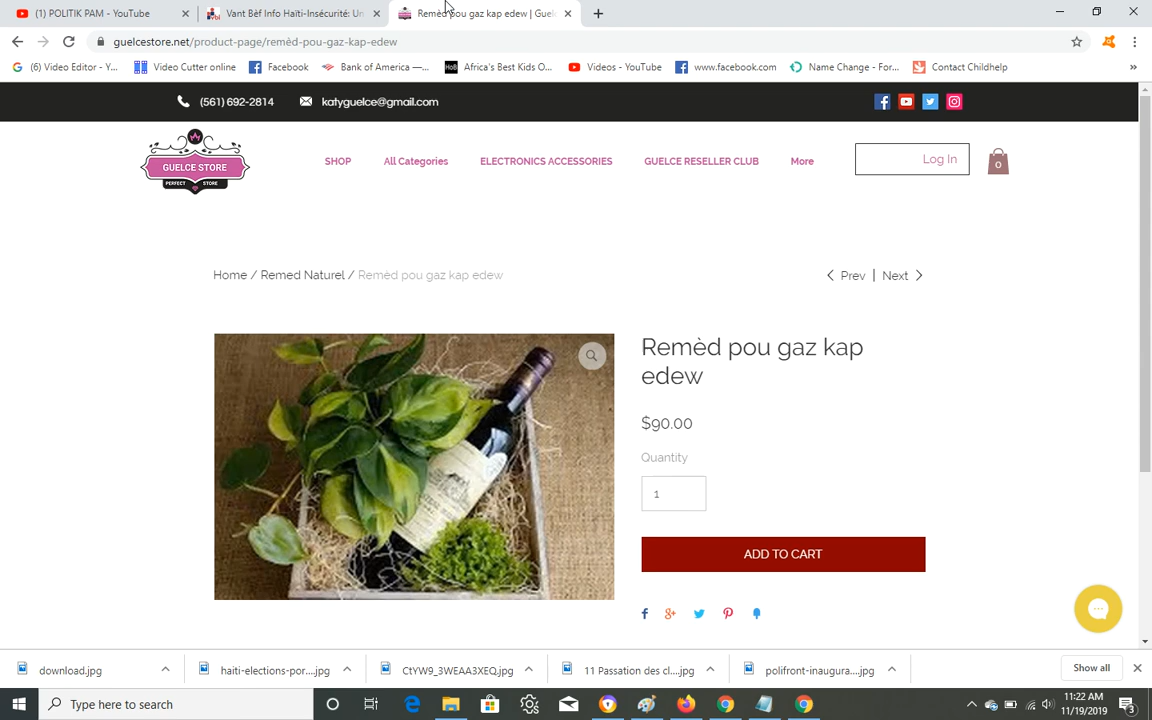 (1) POLITIK PAM - YouTube
Vant Bèf Info Haïti-Insécurité: Un
Remèd pou gaz kap edew | Guel
guelcestore.net/product-page/remèd-pou-gaz-kap-edew
(6) Video Editor - Y...
Video Cutter online
Facebook
Bank of America —...
HoB
Africa's Best Kids O...
Videos - YouTube
www.facebook.com
Name Change - For...
Contact Childhelp
»
(561) 692-2814
katyguelce@gmail.com
GUELCE STORE
PERFECT STORE
SHOP
All Categories
ELECTRONICS ACCESSORIES
GUELCE RESELLER CLUB
More
Log In
0
Home / Remed Naturel / Remèd pou gaz kap edew
< Prev | Next >
Remèd pou gaz kap
edew
$90.00
Quantity
1
ADD TO CART
download.jpg
haiti-elections-por....jpg
CtYW9_3WEAA3XEQ.jpg
11 Passation des cl....jpg
polifront-inaugura....jpg
Show all
Type here to search
11:22 AM
11/19/2019
3